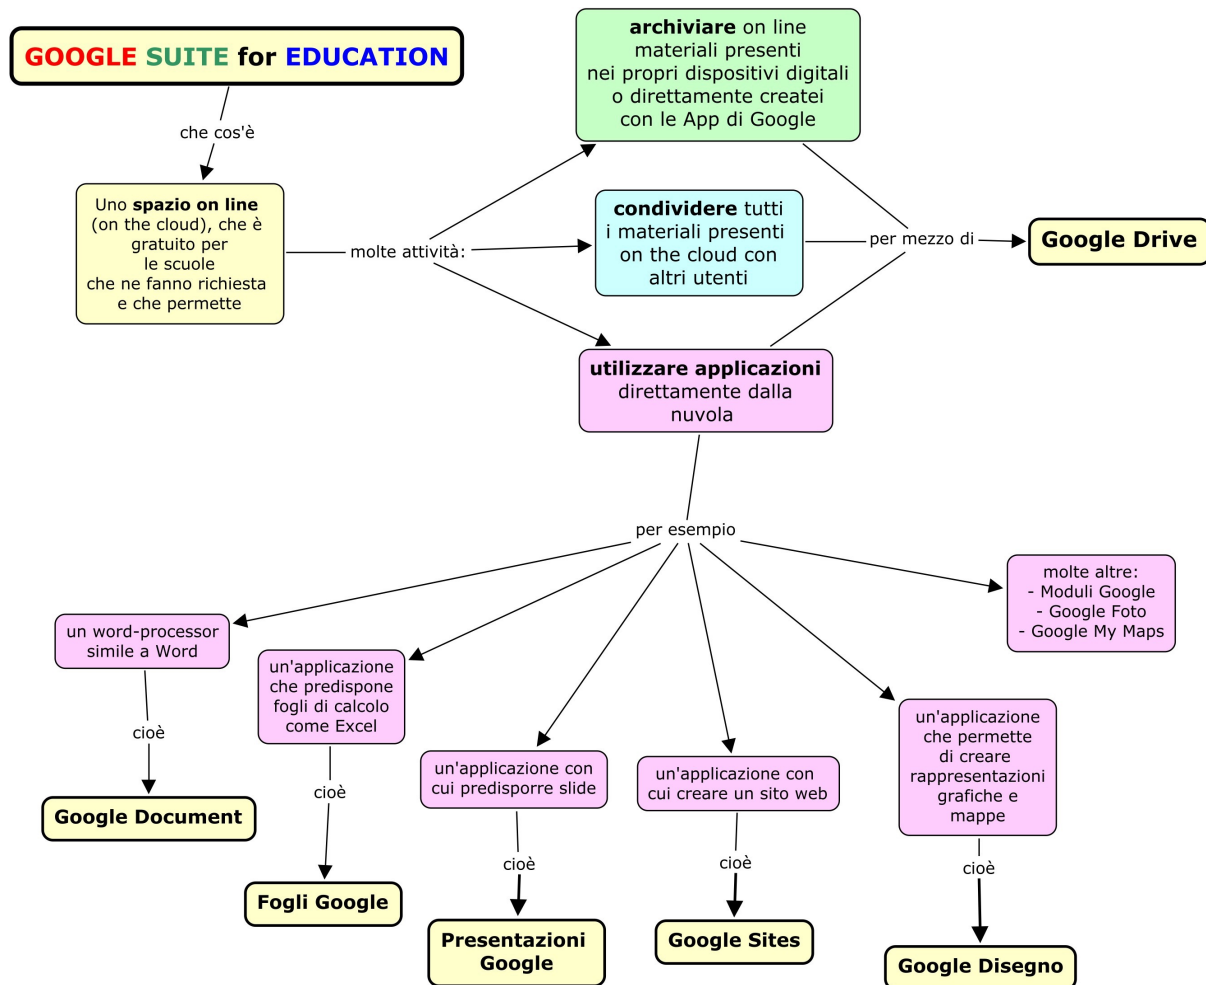 GOOGLE SUITE for EDUCATION
che cos'è
Uno spazio on line
(on the cloud), che è
gratuito per
le scuole
che ne fanno richiesta
e che permette
molte attività:
archiviare on line
materiali presenti
nei propri dispositivi digitali
o direttamente createi
con le App di Google
condividere tutti
i materiali presenti
on the cloud con
altri utenti
utilizzare applicazioni
direttamente dalla
nuvola
per mezzo di
Google Drive
per esempio
un word-processor
simile a Word
cioè
Google Document
un'applicazione
che predispone
fogli di calcolo
come Excel
cioè
Fogli Google
un'applicazione con
cui predisporre slide
cioè
Presentazioni
Google
un'applicazione con
cui creare un sito web
cioè
Google Sites
un'applicazione
che permette
di creare
rappresentazioni
grafiche e
mappe
cioè
Google Disegno
molte altre:
- Moduli Google
- Google Foto
- Google My Maps